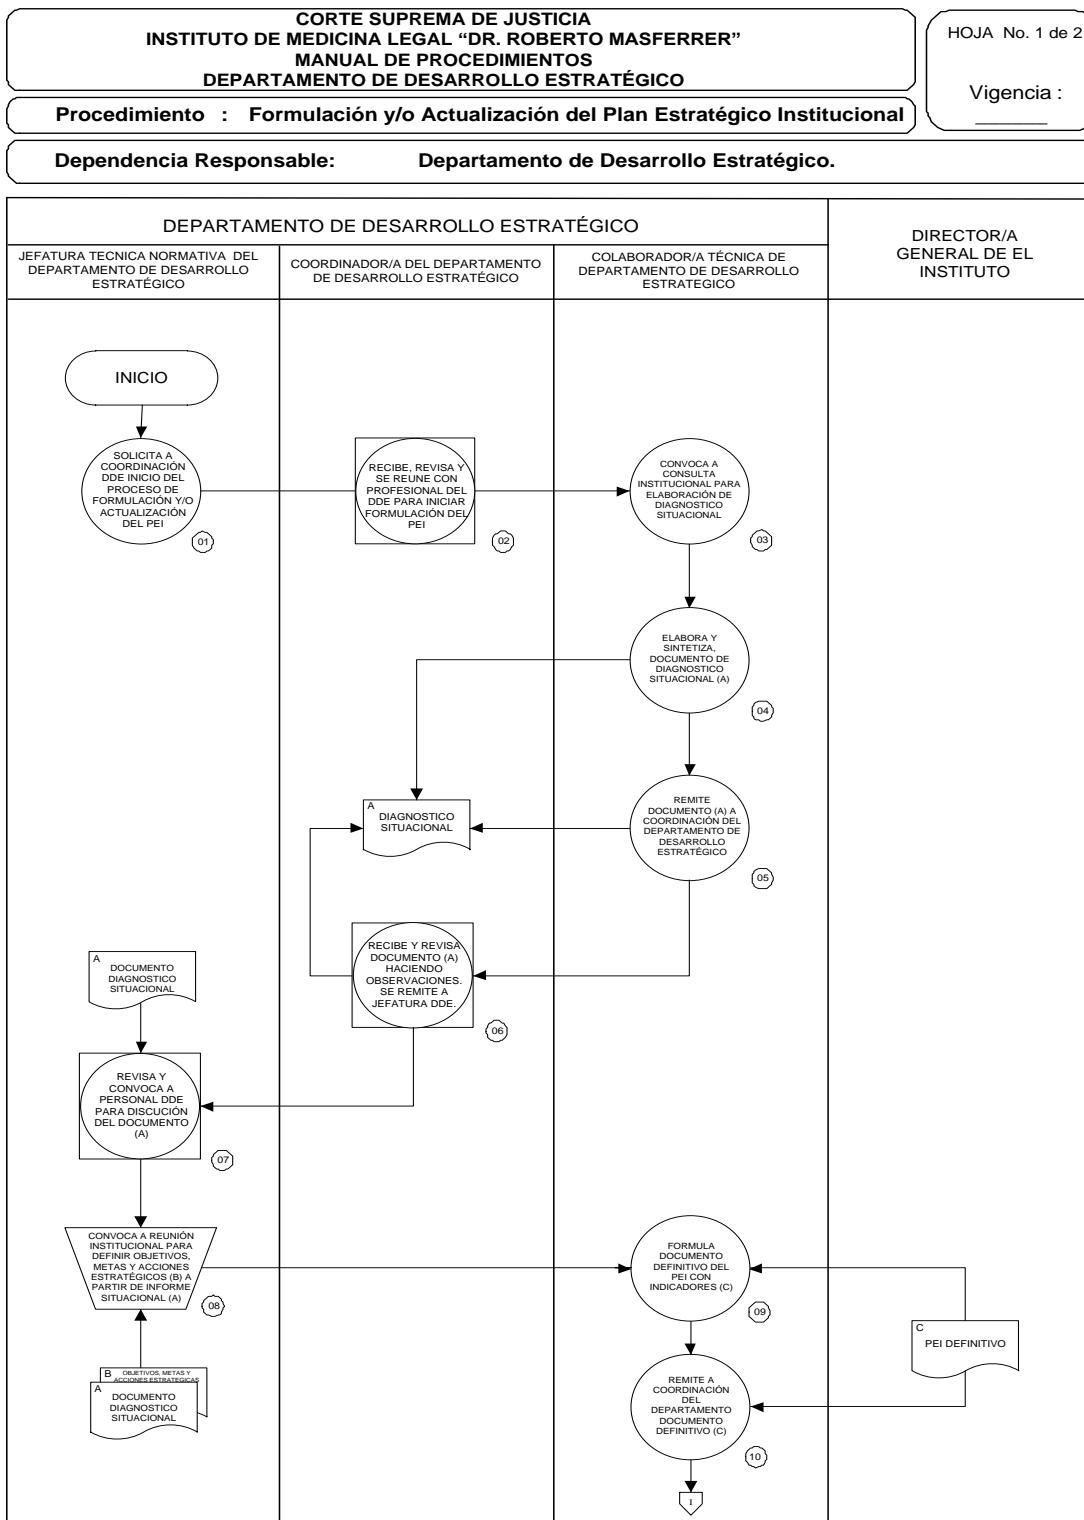 CORTE SUPREMA DE JUSTICIA
INSTITUTO DE MEDICINA LEGAL “DR. ROBERTO MASFERRER”
MANUAL DE PROCEDIMIENTOS
DEPARTAMENTO DE DESARROLLO ESTRATÉGICO
HOJA No. 1 de 2
Vigencia :
Procedimiento : Formulación y/o Actualización del Plan Estratégico Institucional
Dependencia Responsable: Departamento de Desarrollo Estratégico.
DEPARTAMENTO DE DESARROLLO ESTRATÉGICO
DIRECTOR/A
GENERAL DE EL
INSTITUTO
JEFATURA TECNICA NORMATIVA DEL
DEPARTAMENTO DE DESARROLLO
ESTRATÉGICO
COORDINADOR/A DEL DEPARTAMENTO
DE DESARROLLO ESTRATÉGICO
COLABORADOR/A TÉCNICA DE
DEPARTAMENTO DE DESARROLLO
ESTRATEGICO
INICIO
SOLICITA A
COORDINACIÓN
DDE INICIO DEL
PROCESO DE
FORMULACIÓN Y/O
ACTUALIZACIÓN
DEL PEI
01
RECIBE, REVISA Y
SE REUNE CON
PROFESIONAL DEL
DDE PARA INICIAR
FORMULACIÓN DEL
PEI
02
CONVOCA A
CONSULTA
INSTITUCIONAL PARA
ELABORACIÓN DE
DIAGNOSTICO
SITUACIONAL
03
ELABORA Y
SINTETIZA,
DOCUMENTO DE
DIAGNOSTICO
SITUACIONAL (A)
04
A
DIAGNOSTICO
SITUACIONAL
REMITE
DOCUMENTO (A) A
COORDINACIÓN DEL
DEPARTAMENTO DE
DESARROLLO
ESTRATÉGICO
05
RECIBE Y REVISA
DOCUMENTO (A)
HACIENDO
OBSERVACIONES.
SE REMITE A
JEFATURA DDE.
06
A
DOCUMENTO
DIAGNOSTICO
SITUACIONAL
REVISA Y
CONVOCA A
PERSONAL DDE
PARA DISCUCIÓN
DEL DOCUMENTO
(A)
07
CONVOCA A REUNIÓN
INSTITUCIONAL PARA
DEFINIR OBJETIVOS,
METAS Y ACCIONES
ESTRATÉGICOS (B) A
PARTIR DE INFORME
SITUACIONAL (A)
08
FORMULA
DOCUMENTO
DEFINITIVO DEL
PEI CON
INDICADORES (C)
09
C
PEI DEFINITIVO
B
OBJETIVOS, METAS Y
ACCIONES ESTRATEGICAS
A
DOCUMENTO
DIAGNOSTICO
SITUACIONAL
REMITE A
COORDINACIÓN
DEL
DEPARTAMENTO
DOCUMENTO
DEFINITIVO (C)
10
1